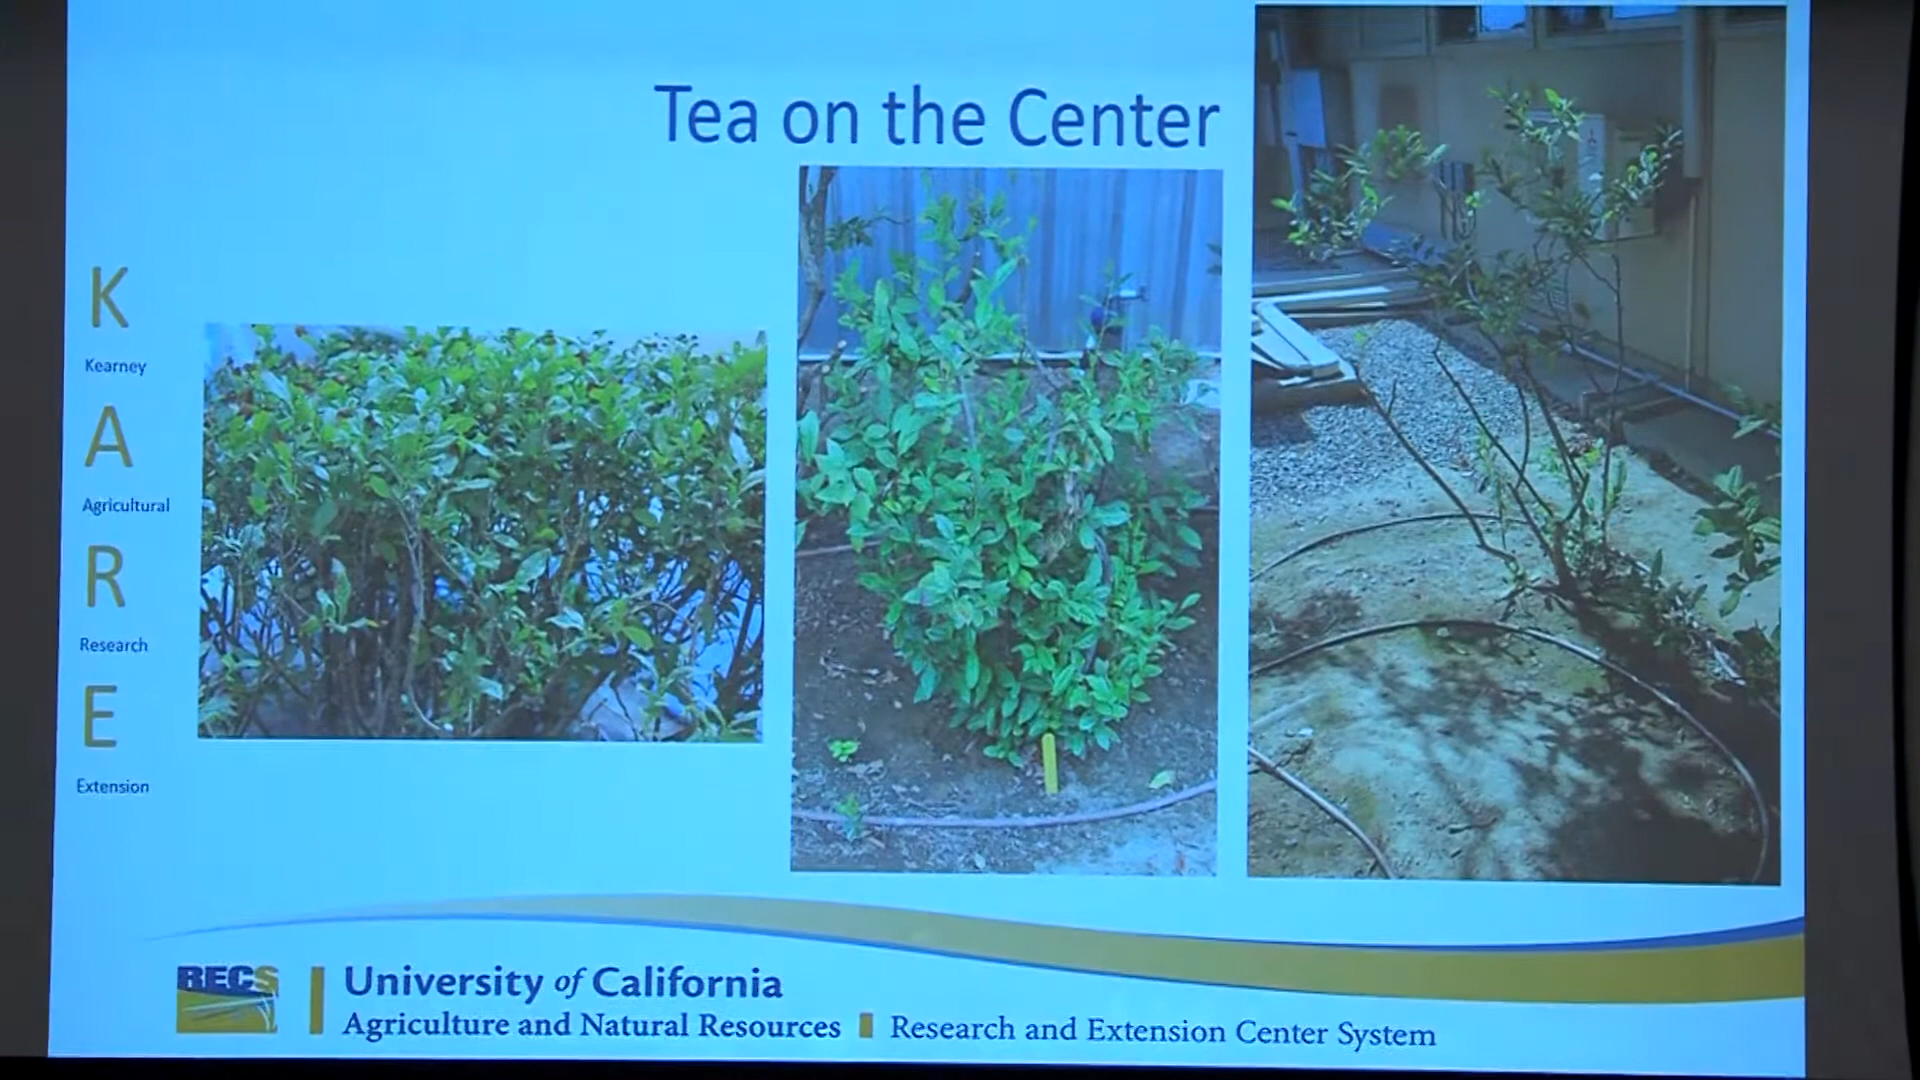 Tea on the Center
K
Kearney
A
Agricultural
R
Research
E
Extension
RECS
University of California
Agriculture and Natural Resources
Research and Extension Center System